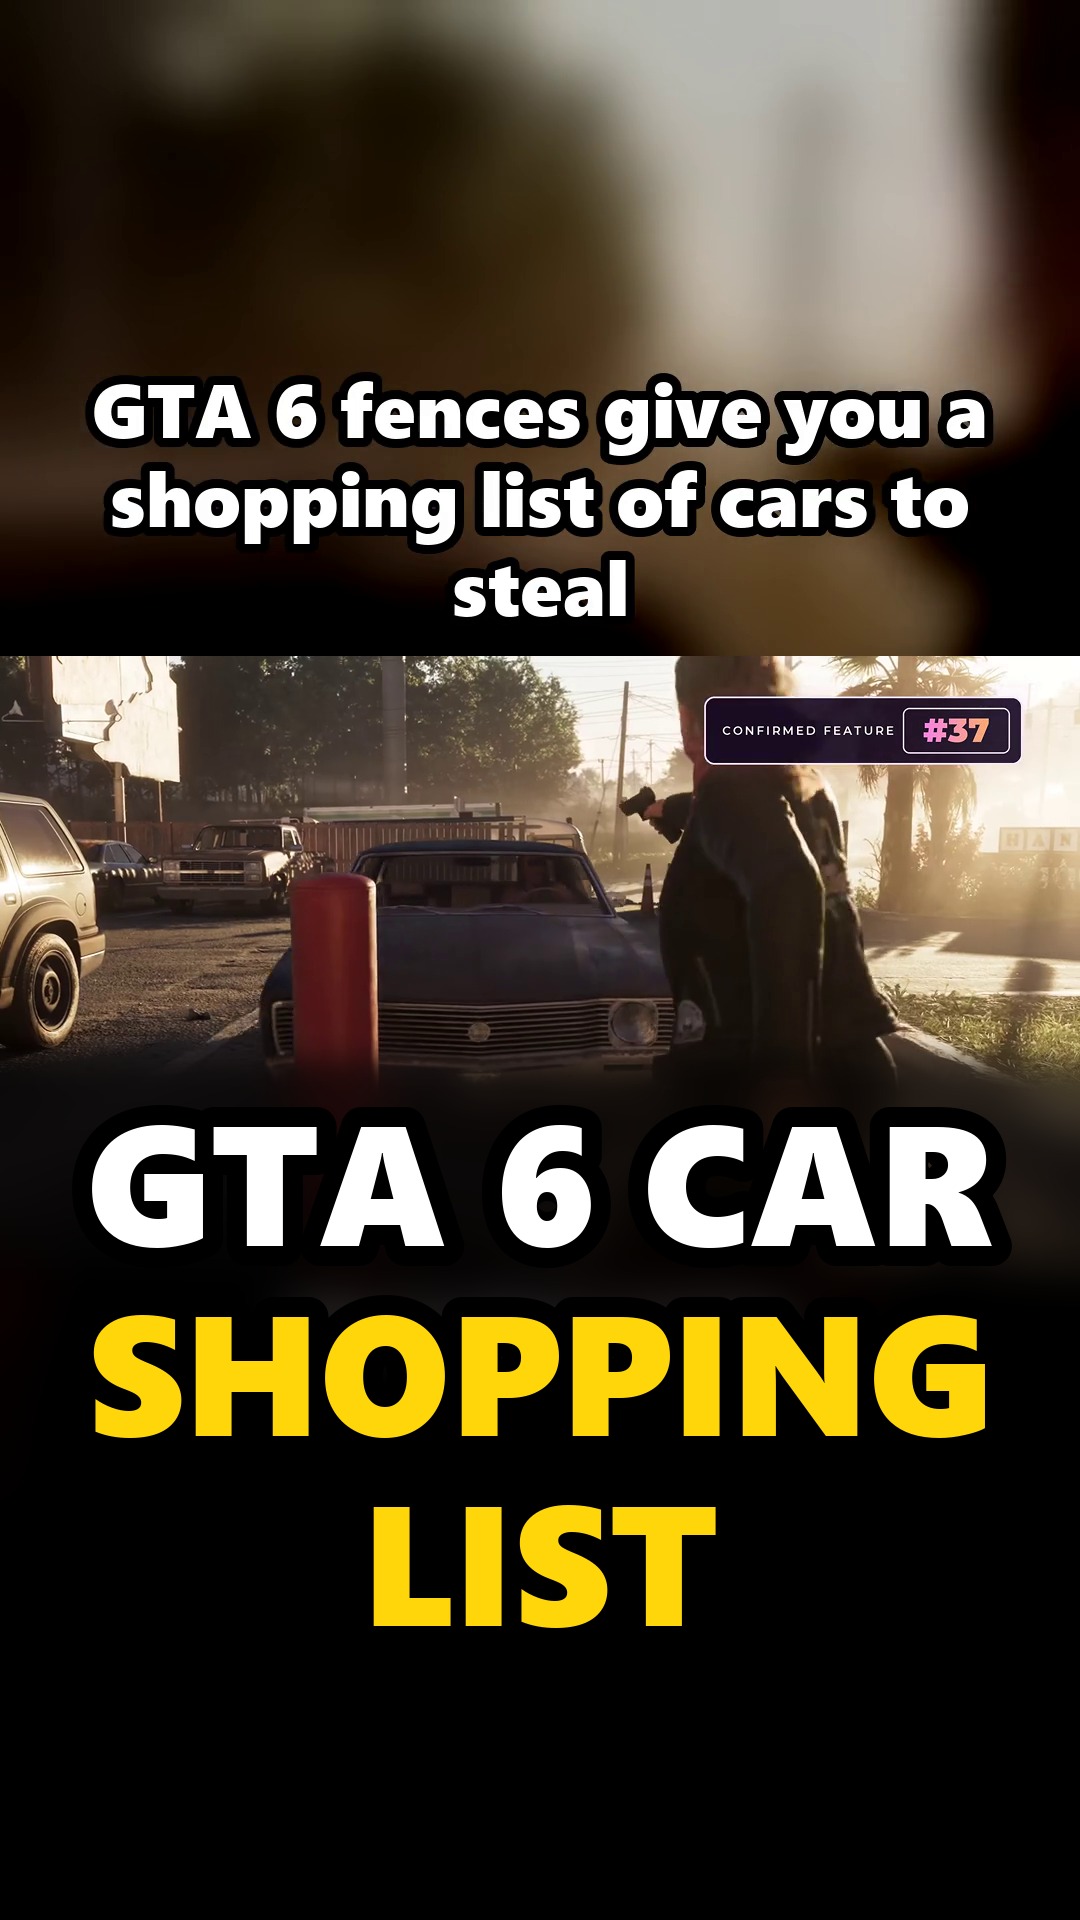 GTA 6 fences give you a
shopping list of cars to
steal
CONFIRMED FEATURE #37
HAN
GTA 6 CAR
SHOPPING
LIST